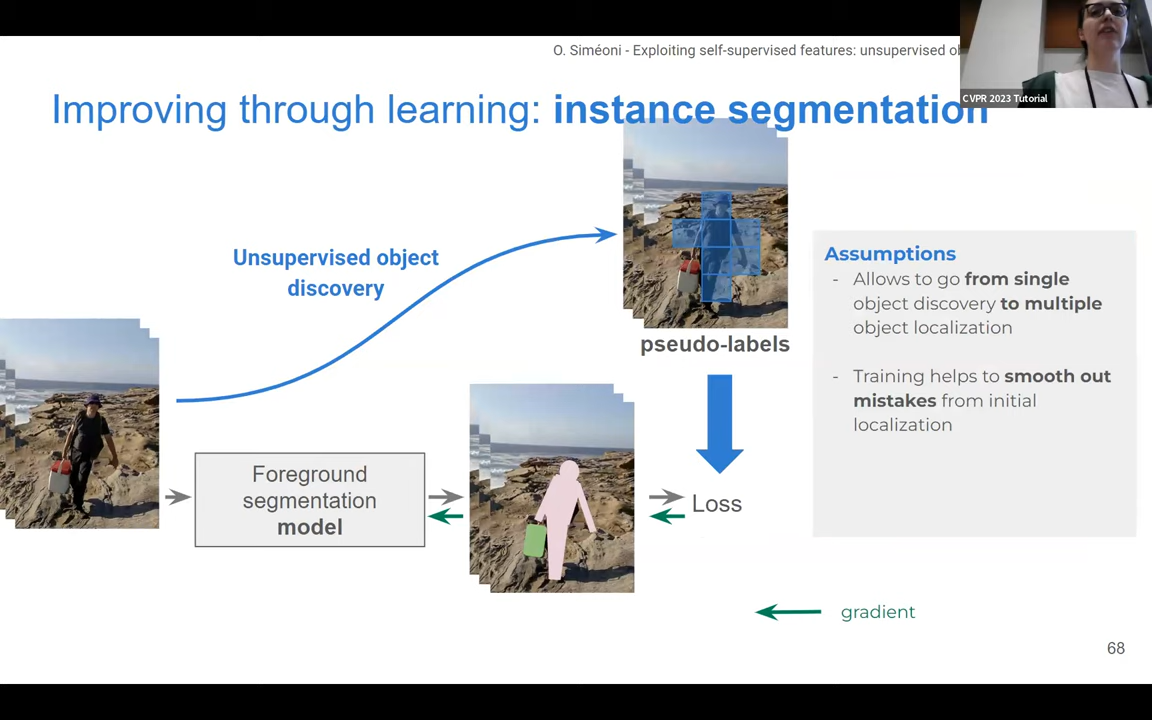 O. Siméoni - Exploiting self-supervised features: unsupervised
CVPR 2023 Tutorial
Improving through learning: instance segmentation
Unsupervised object
discovery
pseudo-labels
Assumptions
- Allows to go from single
object discovery to multiple
object localization
- Training helps to smooth out
mistakes from initial
localization
Foreground
segmentation
model
Loss
gradient
68